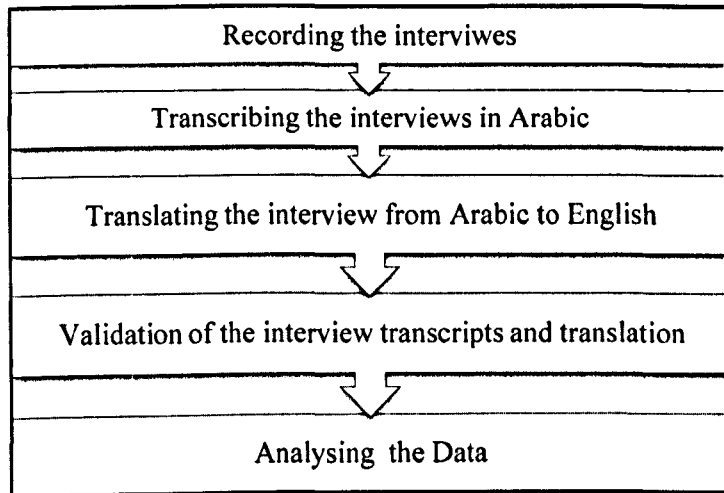 Recording the interviwes
Transcribing the interviews in Arabic
Translating the interview from Arabic to English
Validation of the interview transcripts and translation
Analysing the Data